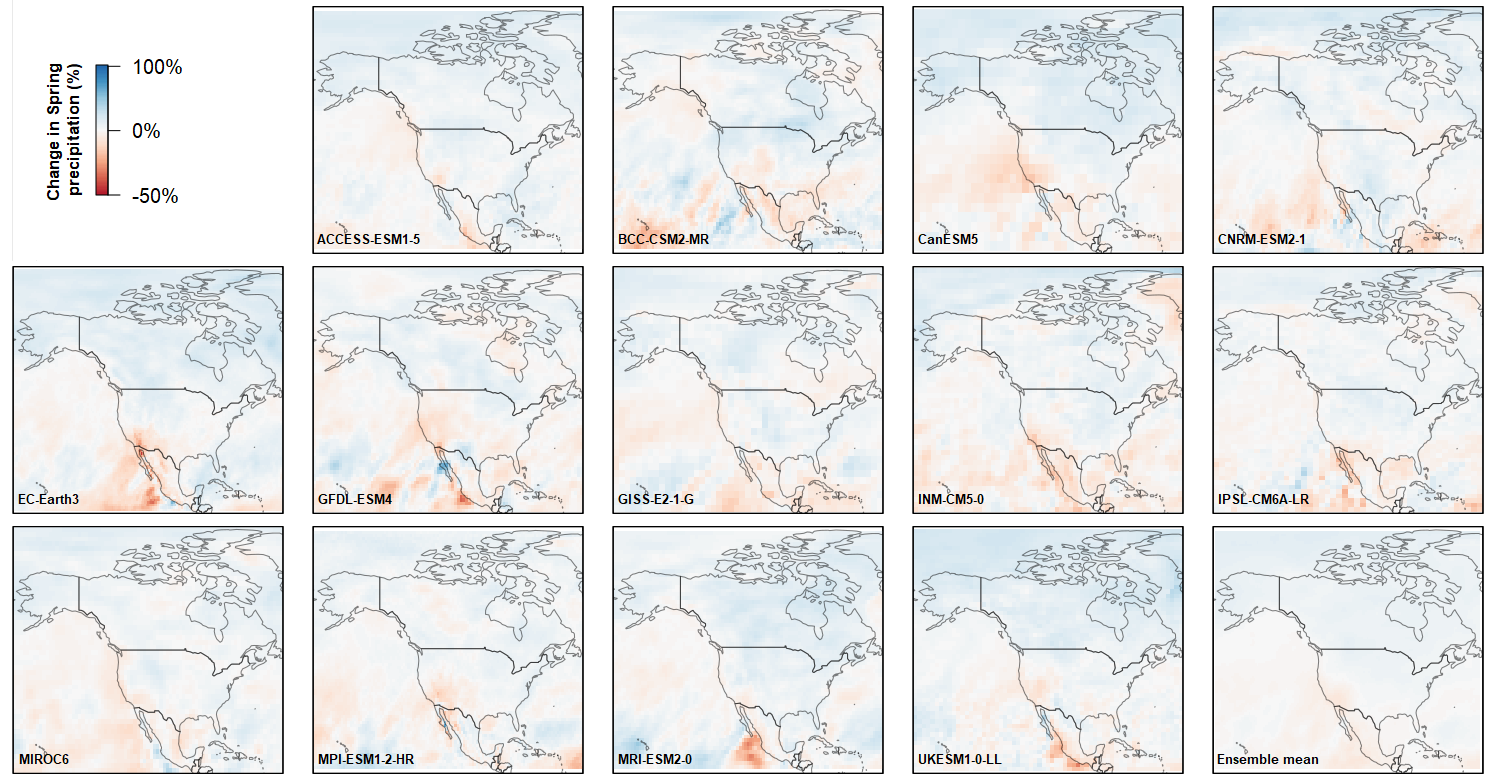 Change in Spring
precipitation (%)
100%
0%
-50%
ACCESS-ESM1-5
BCC-CSM2-MR
CanESM5
CNRM-ESM2-1
EC-Earth3
GFDL-ESM4
GISS-E2-1-G
INM-CM5-0
IPSL-CM6A-LR
MIROC6
MPI-ESM1-2-HR
MRI-ESM2-0
UKESM1-0-LL
Ensemble mean